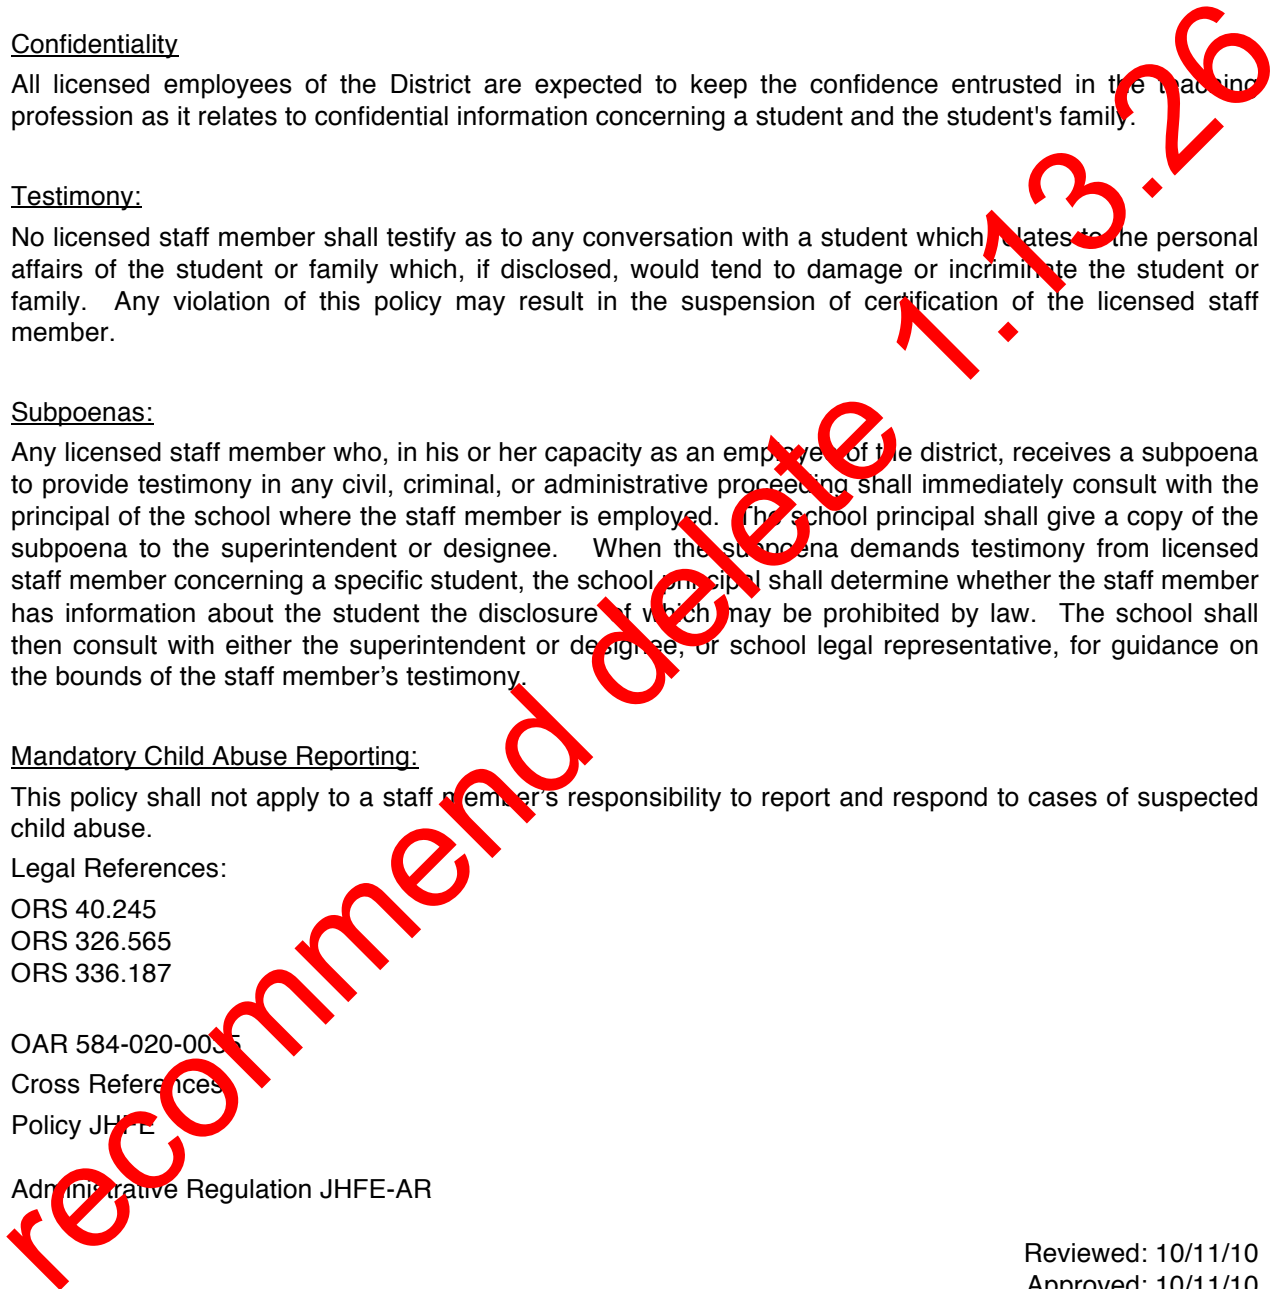 Confidentiality
All licensed employees of the District are expected to keep the confidence entrusted in the teaching
profession as it relates to confidential information concerning a student and the student's family.
Testimony:
No licensed staff member shall testify as to any conversation with a student which relates to the personal
affairs of the student or family which, if disclosed, would tend to damage or incriminate the student or
family. Any violation of this policy may result in the suspension of certification of the licensed staff
member.
Subpoenas:
Any licensed staff member who, in his or her capacity as an employee of the district, receives a subpoena
to provide testimony in any civil, criminal, or administrative proceeding shall immediately consult with the
principal of the school where the staff member is employed. The school principal shall give a copy of the
subpoena to the superintendent or designee. When the subpoena demands testimony from licensed
staff member concerning a specific student, the school principal shall determine whether the staff member
has information about the student the disclosure of which may be prohibited by law. The school shall
then consult with either the superintendent or designee, or school legal representative, for guidance on
the bounds of the staff member’s testimony.
Mandatory Child Abuse Reporting:
This policy shall not apply to a staff member’s responsibility to report and respond to cases of suspected
child abuse.
Legal References:
ORS 40.245
ORS 326.565
ORS 336.187
OAR 584-020-0035
Cross References
Policy JHFE
Administrative Regulation JHFE-AR
Reviewed: 10/11/10
Approved: 10/11/10
recommend delete 1.13.26